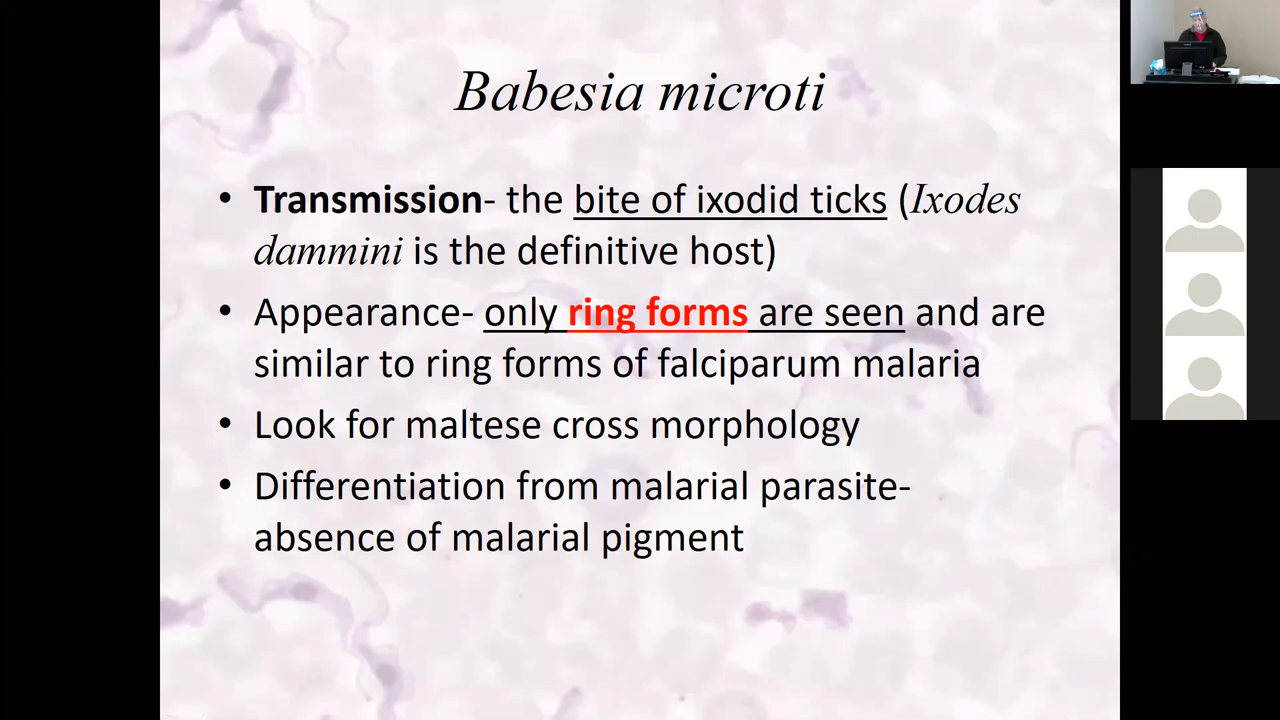 Babesia microti
• Transmission- the bite of ixodid ticks (Ixodes
dammini is the definitive host)
• Appearance- only ring forms are seen and are
similar to ring forms of falciparum malaria
• Look for maltese cross morphology
• Differentiation from malarial parasite-
absence of malarial pigment